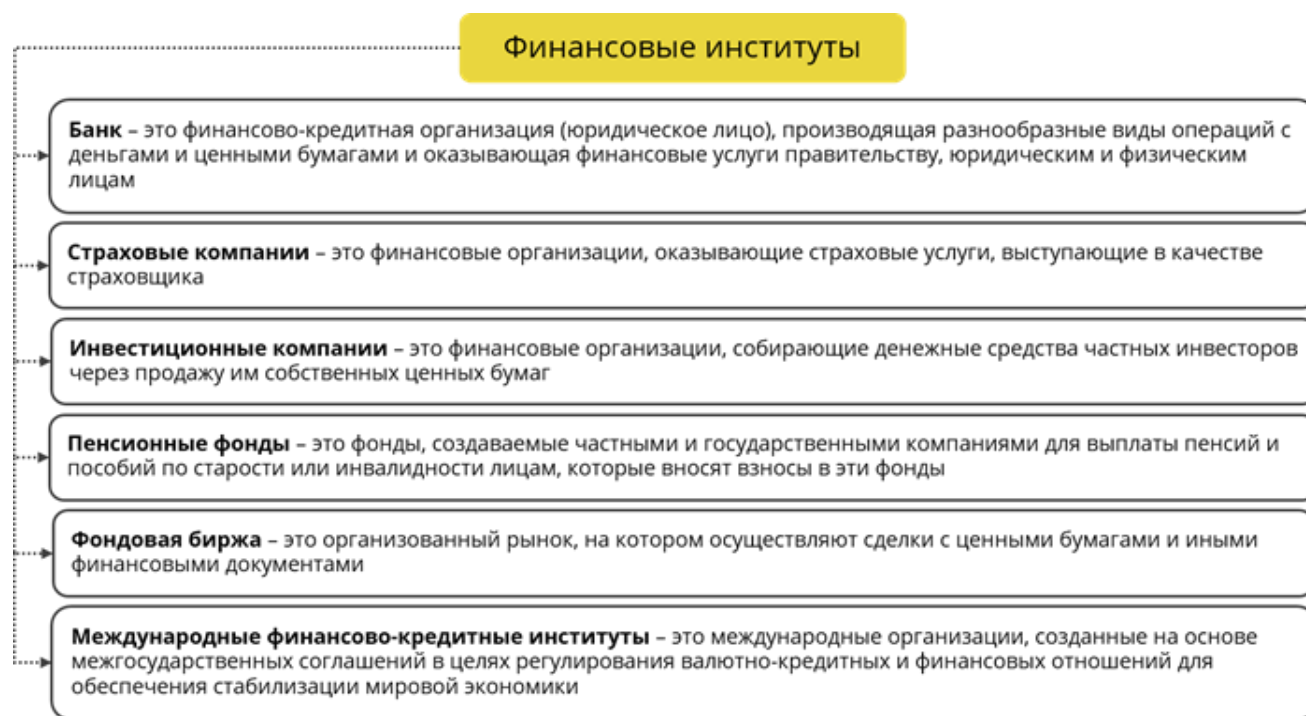 Финансовые институты
Банк – это финансово-кредитная организация (юридическое лицо), производящая разнообразные виды операций с
деньгами и ценными бумагами и оказывающая финансовые услуги правительству, юридическим и физическим
лицам
Страховые компании – это финансовые организации, оказывающие страховые услуги, выступающие в качестве
страховщика
Инвестиционные компании – это финансовые организации, собирающие денежные средства частных инвесторов
через продажу им собственных ценных бумаг
Пенсионные фонды – это фонды, создаваемые частными и государственными компаниями для выплаты пенсий и
пособий по старости или инвалидности лицам, которые вносят взносы в эти фонды
Фондовая биржа – это организованный рынок, на котором осуществляют сделки с ценными бумагами и иными
финансовыми документами
Международные финансово-кредитные институты – это международные организации, созданные на основе
межгосударственных соглашений в целях регулирования валютно-кредитных и финансовых отношений для
обеспечения стабилизации мировой экономики